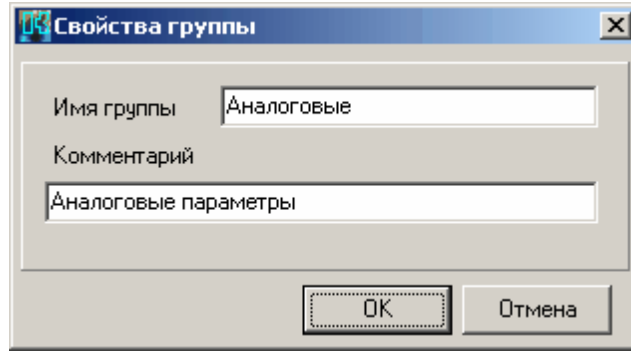 Свойства группы
Имя группы Аналоговые
Комментарий
Аналоговые параметры
OK Отмена